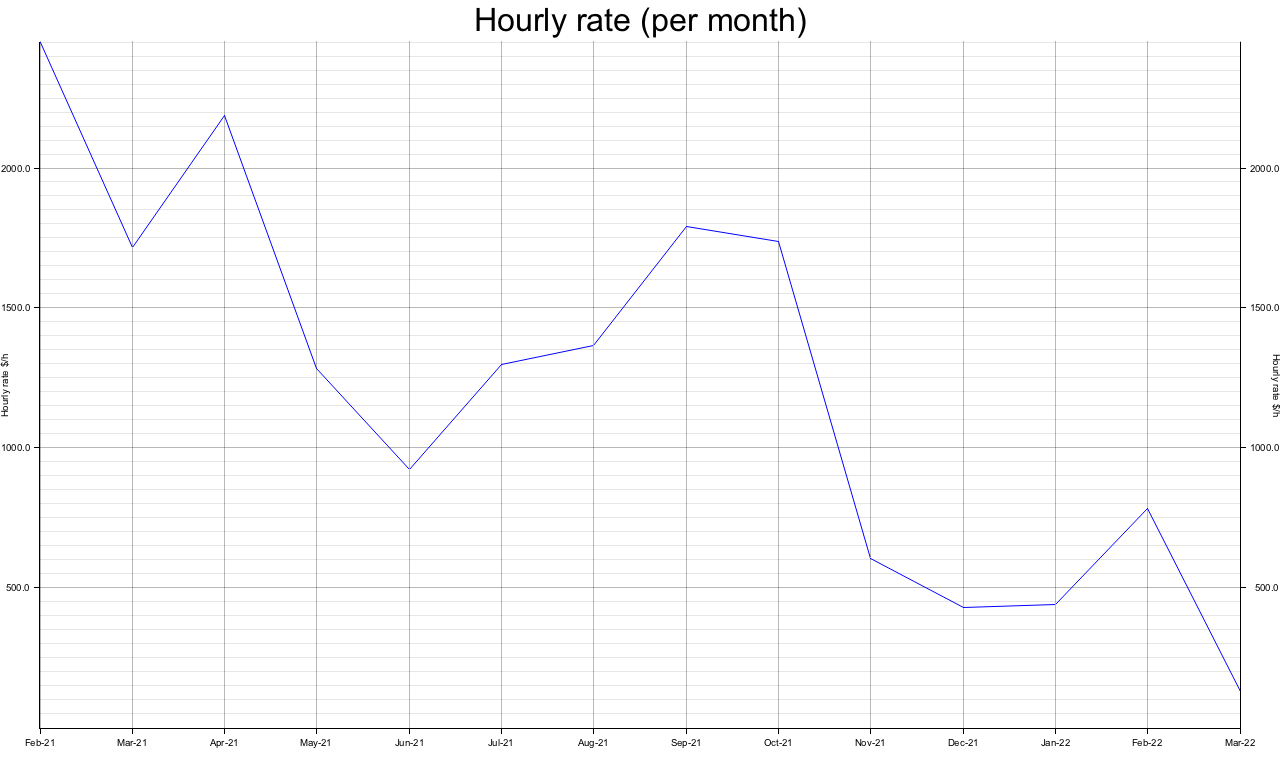 Hourly rate (per month)
2000.0
2000.0
1500.0
1500.0
Hourly rate $/h
Hourly rate $/h
1000.0
1000.0
500.0
500.0
Feb-21 Mar-21 Apr-21 May-21 Jun-21 Jul-21 Aug-21 Sep-21 Oct-21 Nov-21 Dec-21 Jan-22 Feb-22 Mar-22